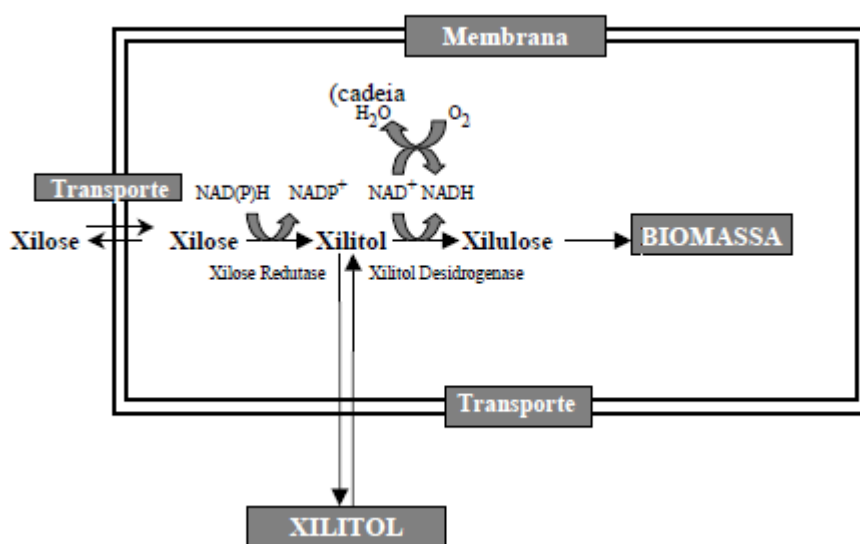 Membrana
(cadeia
H₂O O₂
Transporte
NAD(P)H NADP⁺ NAD⁺ NADH
Xilose Xilose Xilitol Xilulose BIOMASSA
Xilose Redutase Xilitol Desidrogenase
Transporte
XILITOL